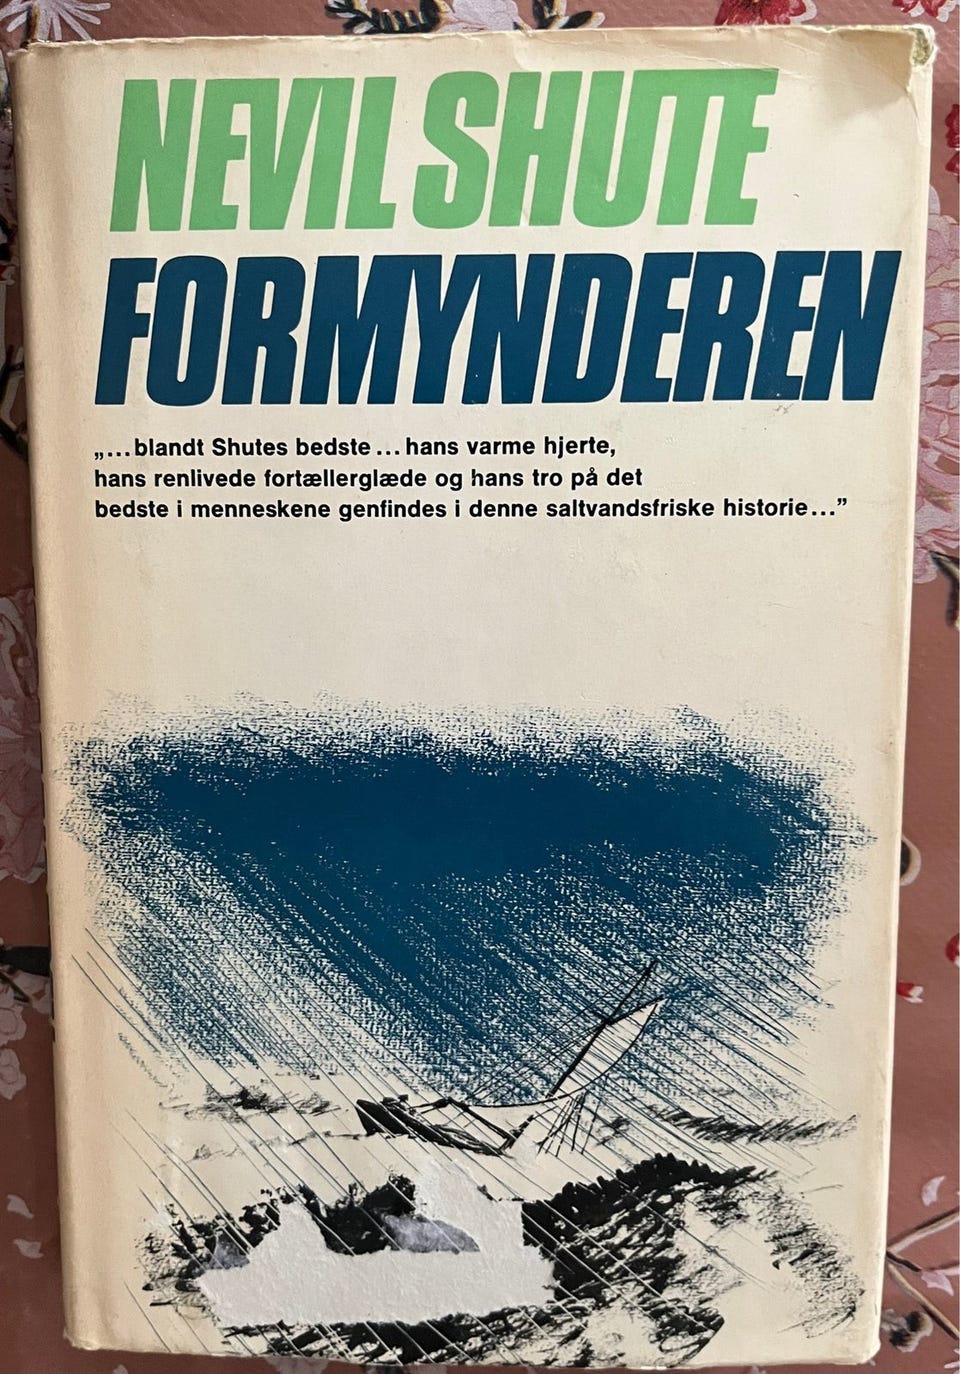 NEVIL SHUTE
FORMYNDEREN
„...blandt Shutes bedste...hans varme hjerte,
hans renlivede fortællerglæde og hans tro på det
bedste i menneskene genfindes i denne saltvandsfriske historie...”